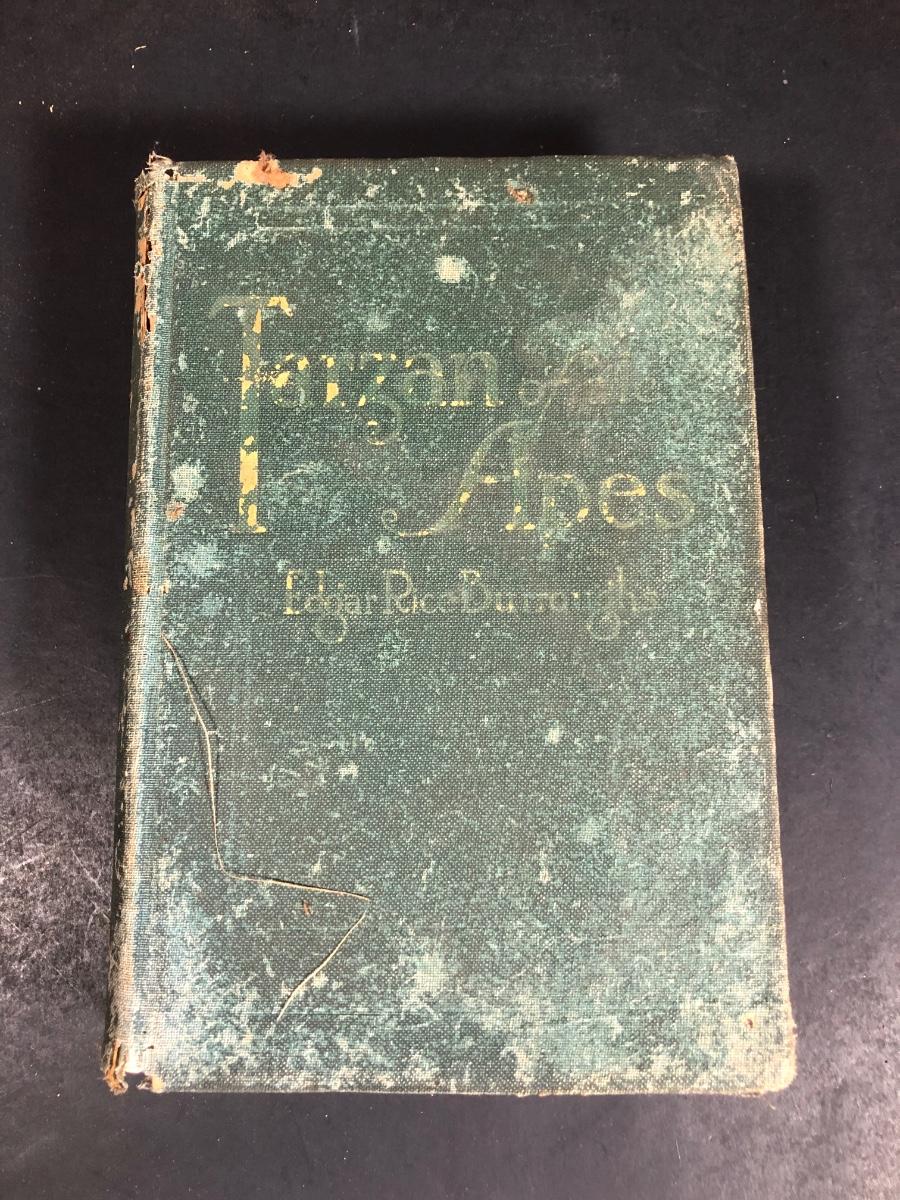 Tarzan of the
Apes
Edgar Rice Burroughs